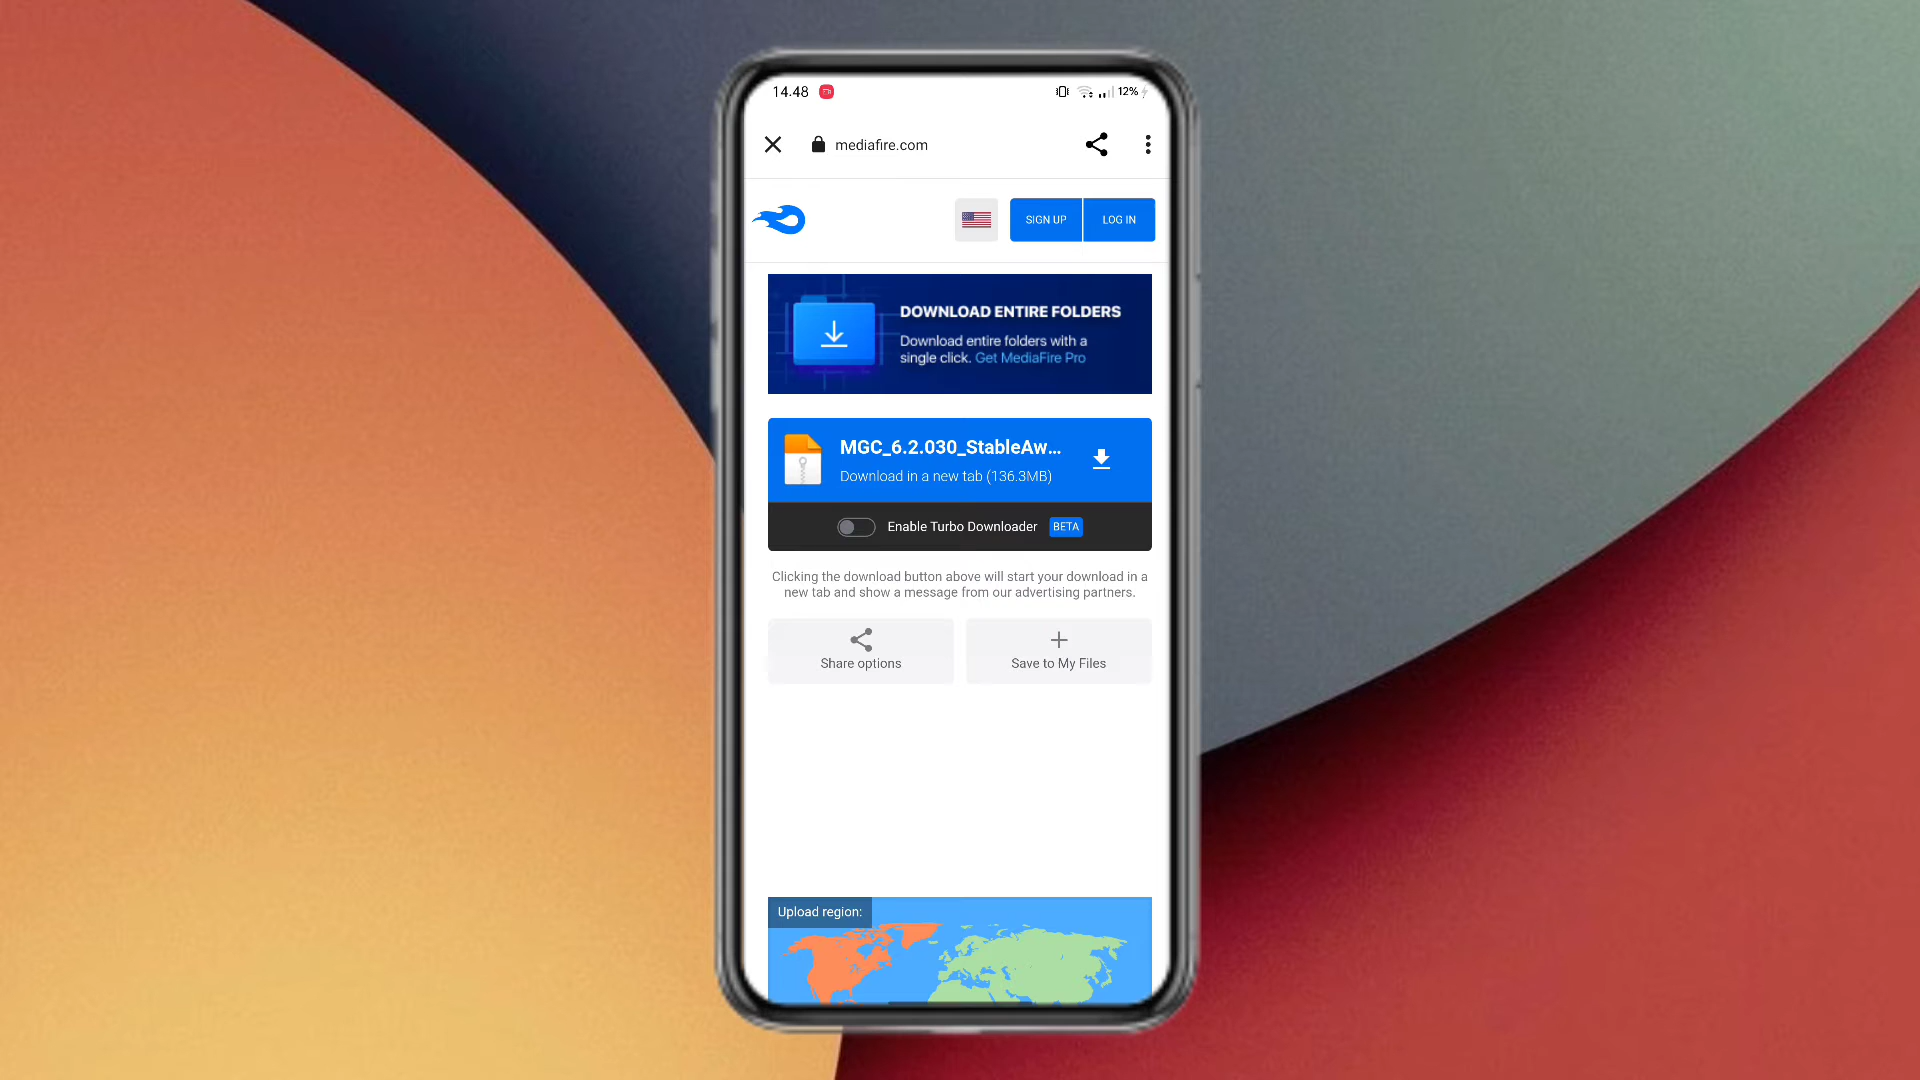 14.48
12%
mediafire.com
SIGN UP
LOG IN
DOWNLOAD ENTIRE FOLDERS
Download entire folders with a
single click. Get MediaFire Pro
MGC_6.2.030_StableAw...
Download in a new tab (136.3MB)
Enable Turbo Downloader BETA
Clicking the download button above will start your download in a
new tab and show a message from our advertising partners.
Share options
Save to My Files
Upload region: